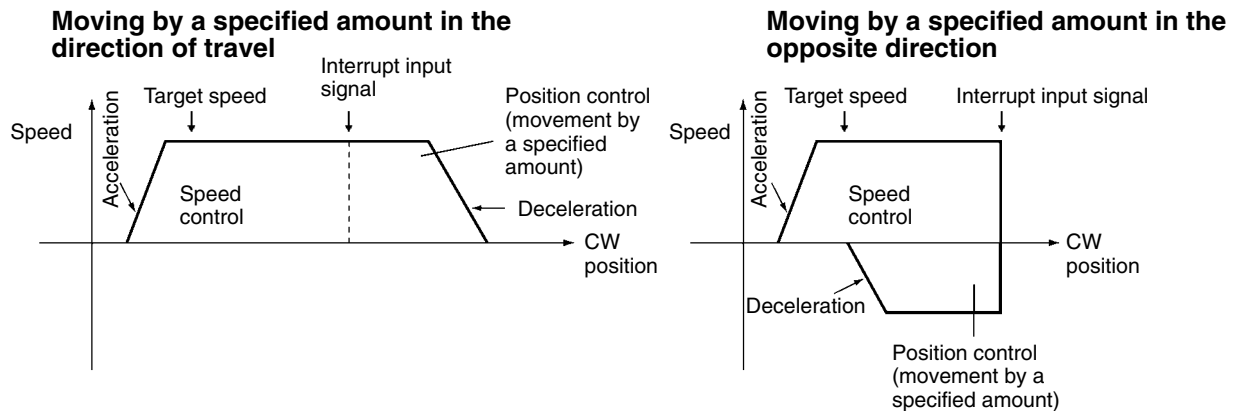 Moving by a specified amount in the
direction of travel
Interrupt input
signal
Target speed
Position control
(movement by
a specified
amount)
Speed
Acceleration
Speed
control
Deceleration
CW
position
Moving by a specified amount in the
opposite direction
Target speed
Interrupt input signal
Speed
Acceleration
Speed
control
CW
position
Deceleration
Position control
(movement by a
specified amount)